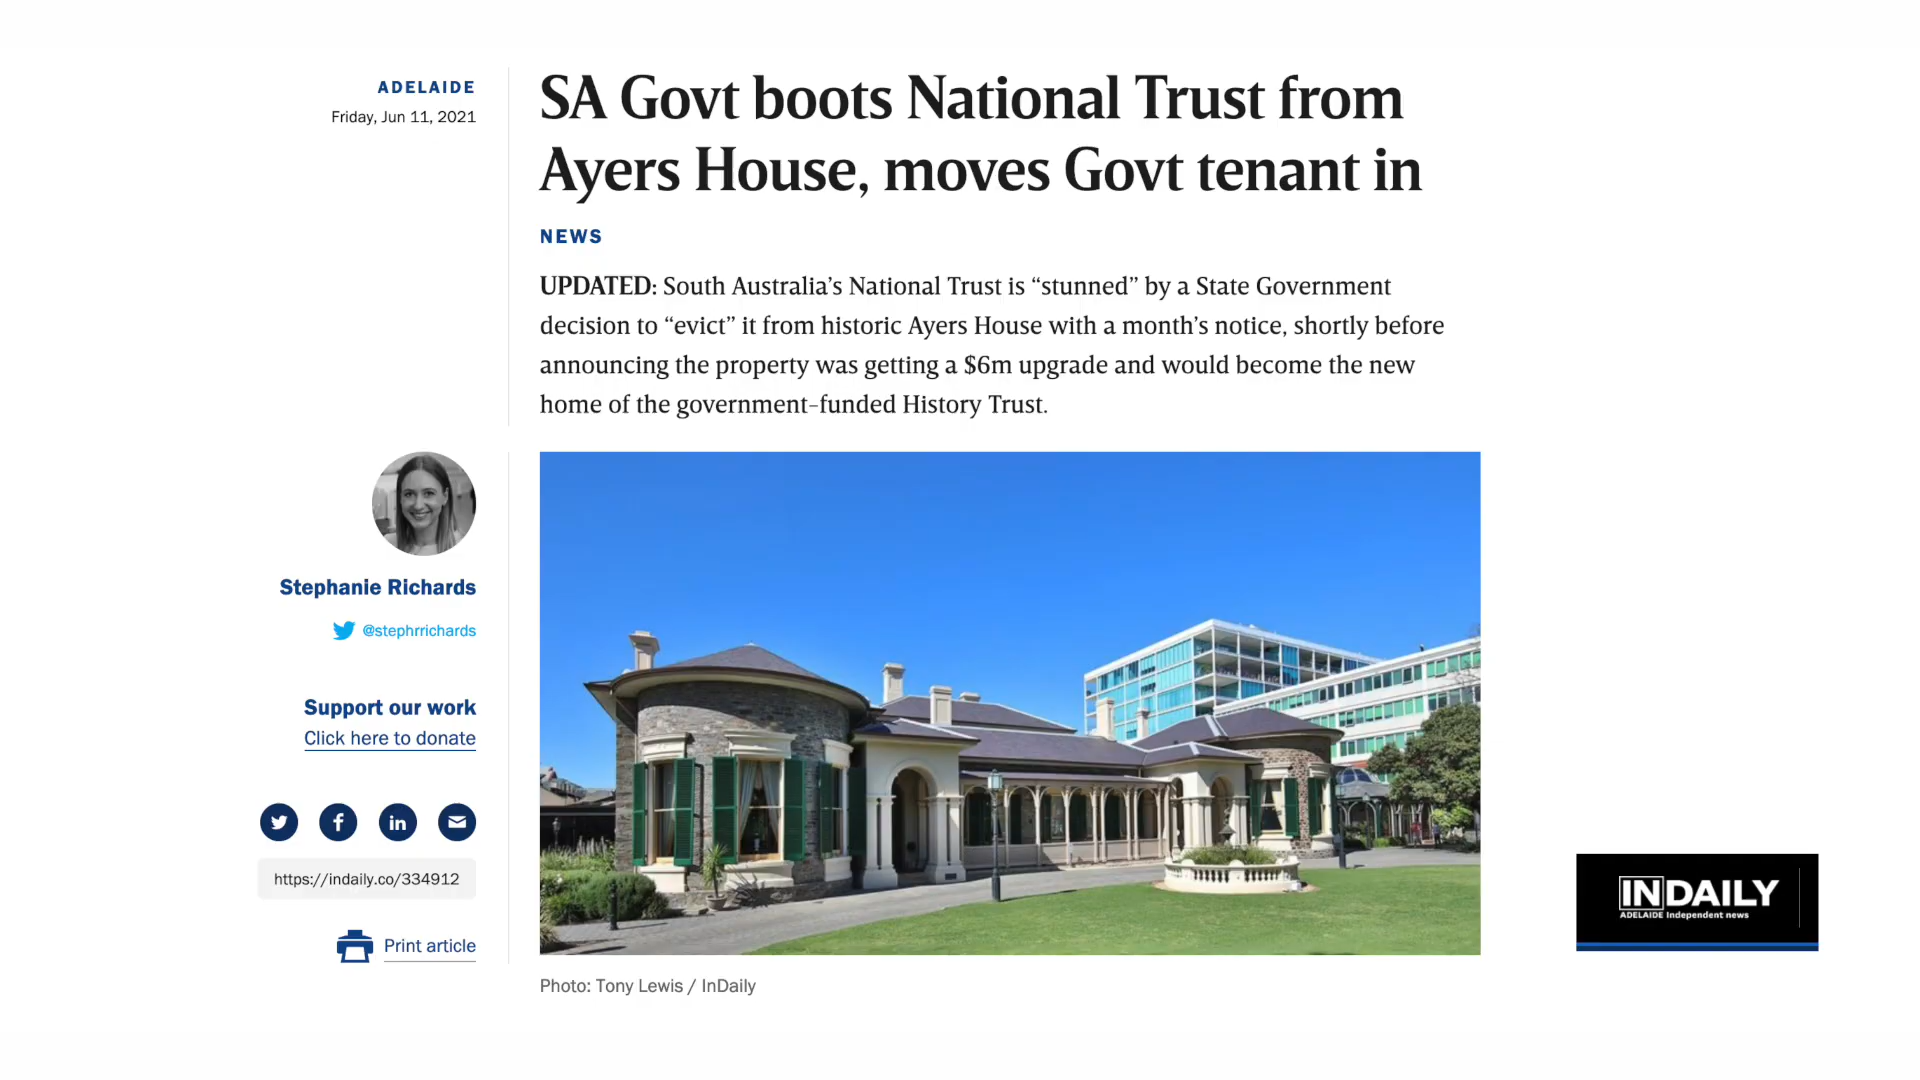 ADELAIDE
Friday, Jun 11, 2021
SA Govt boots National Trust from
Ayers House, moves Govt tenant in
NEWS
UPDATED: South Australia’s National Trust is “stunned” by a State Government
decision to “evict” it from historic Ayers House with a month’s notice, shortly before
announcing the property was getting a $6m upgrade and would become the new
home of the government-funded History Trust.
Stephanie Richards
@stephrrichards
Support our work
Click here to donate
https://indaily.co/334912
Print article
Photo: Tony Lewis / InDaily
INDAILY
ADELAIDE Independent news